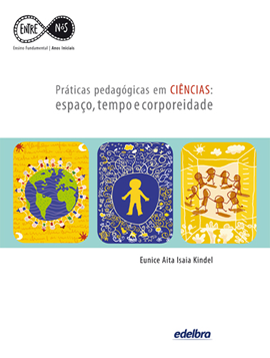 ENTRE NóS
Ensino Fundamental | Anos Iniciais
Práticas pedagógicas em CIÊNCIAS:
espaço, tempo e corporeidade
Eunice Aita Isaia Kindel
edelbra